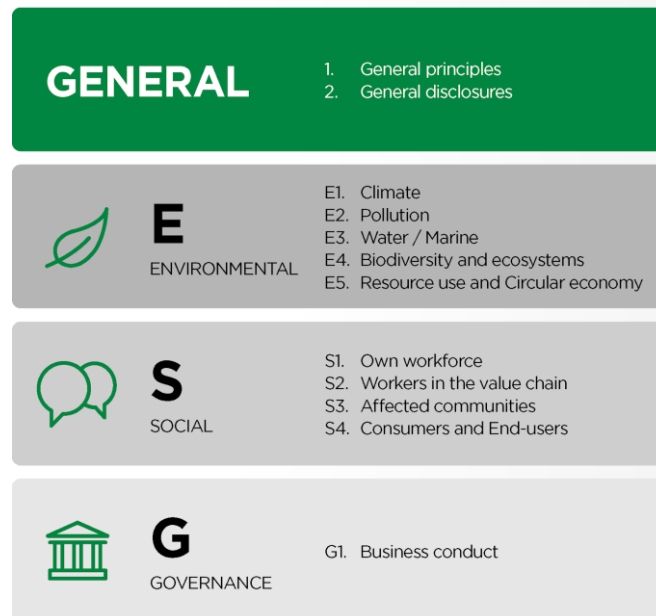 GENERAL
1. General principles
2. General disclosures
E
ENVIRONMENTAL
E1. Climate
E2. Pollution
E3. Water / Marine
E4. Biodiversity and ecosystems
E5. Resource use and Circular economy
S
SOCIAL
S1. Own workforce
S2. Workers in the value chain
S3. Affected communities
S4. Consumers and End-users
G
GOVERNANCE
G1. Business conduct